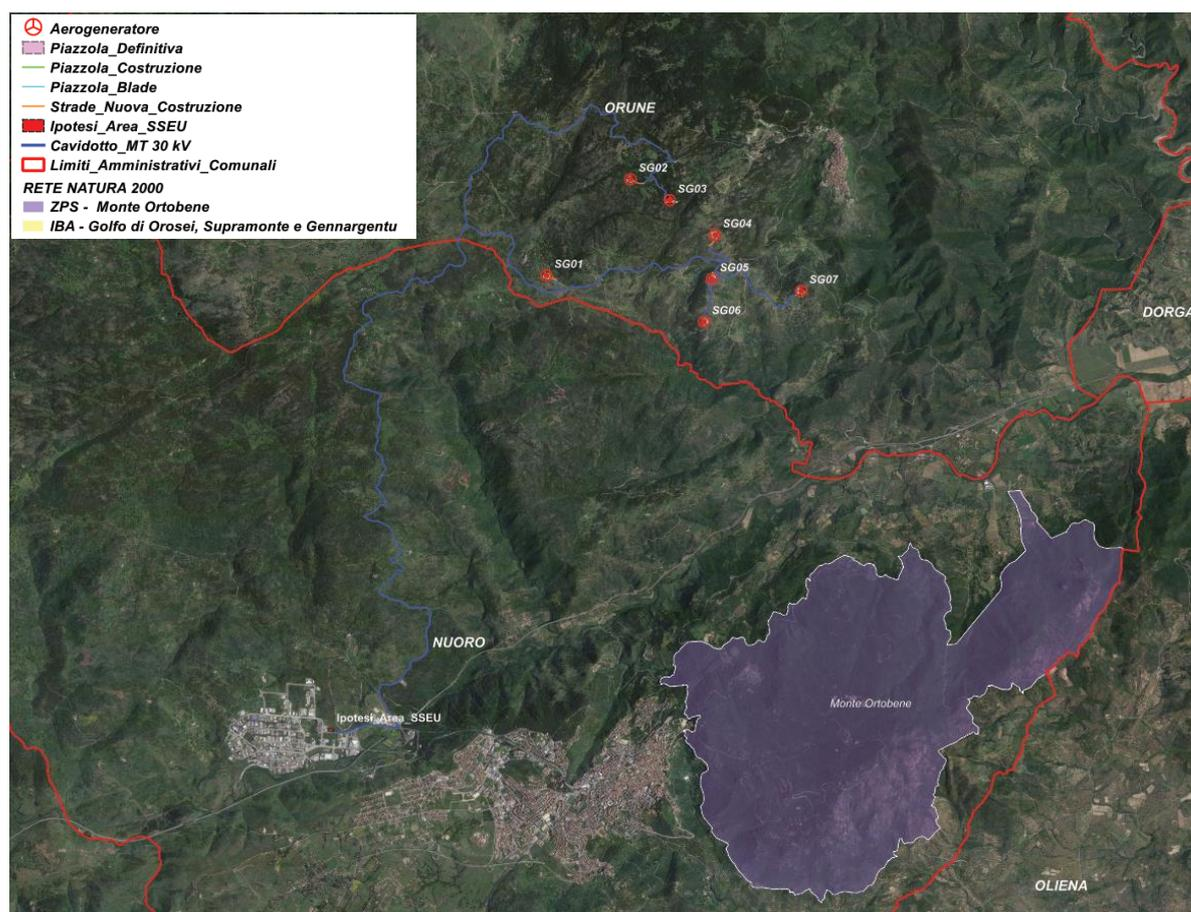 Aerogeneratore
Piazzola_Definitiva
Piazzola_Costruzione
Piazzola_Blade
Strade_Nuova_Costruzione
Ipotesi_Area_SSEU
Cavidotto_MT 30 kV
Limiti_Amministrativi_Comunali
RETE NATURA 2000
ZPS - Monte Ortobene
IBA - Golfo di Orosei, Supramonte e Gennargentu
ORUNE
SG02
SG03
SG04
SG01
SG05
SG07
SG06
DORGA
NUORO
Monte Ortobene
Ipotesi_Area_SSEU
OLIENA